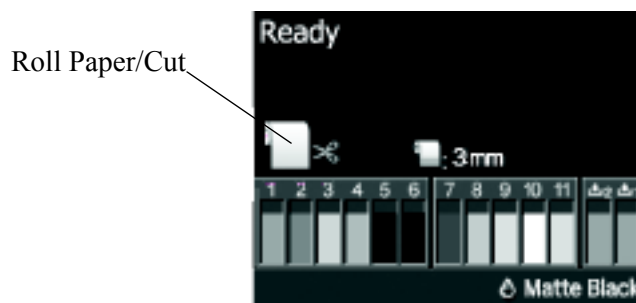 Ready
Roll Paper/Cut
: 3mm
1 2 3 4 5 6 7 8 9 10 11
Matte Black